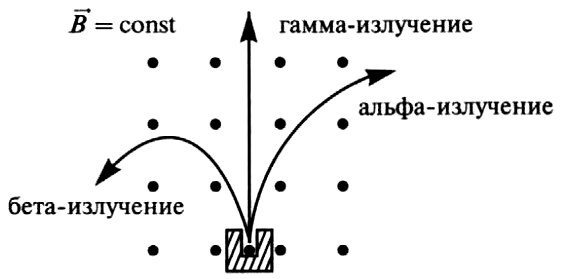 B⃗ = const
гамма-излучение
альфа-излучение
бета-излучение